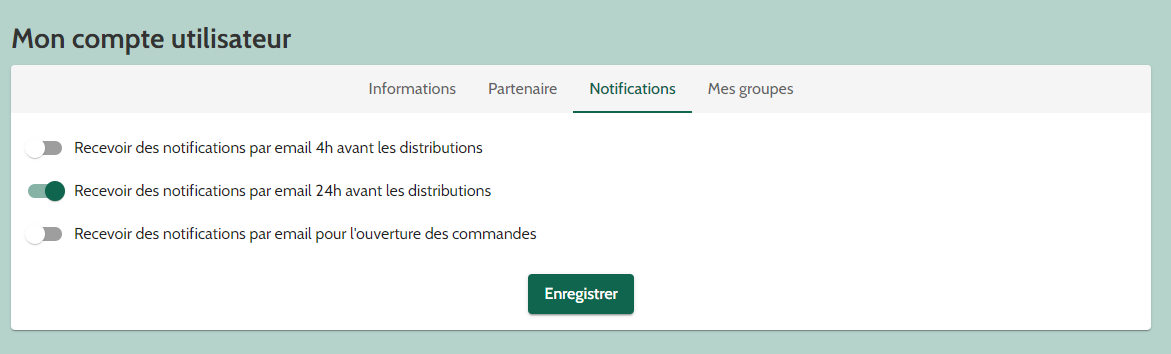 Mon compte utilisateur
Informations Partenaire Notifications Mes groupes
Recevoir des notifications par email 4h avant les distributions
Recevoir des notifications par email 24h avant les distributions
Recevoir des notifications par email pour l'ouverture des commandes
Enregistrer